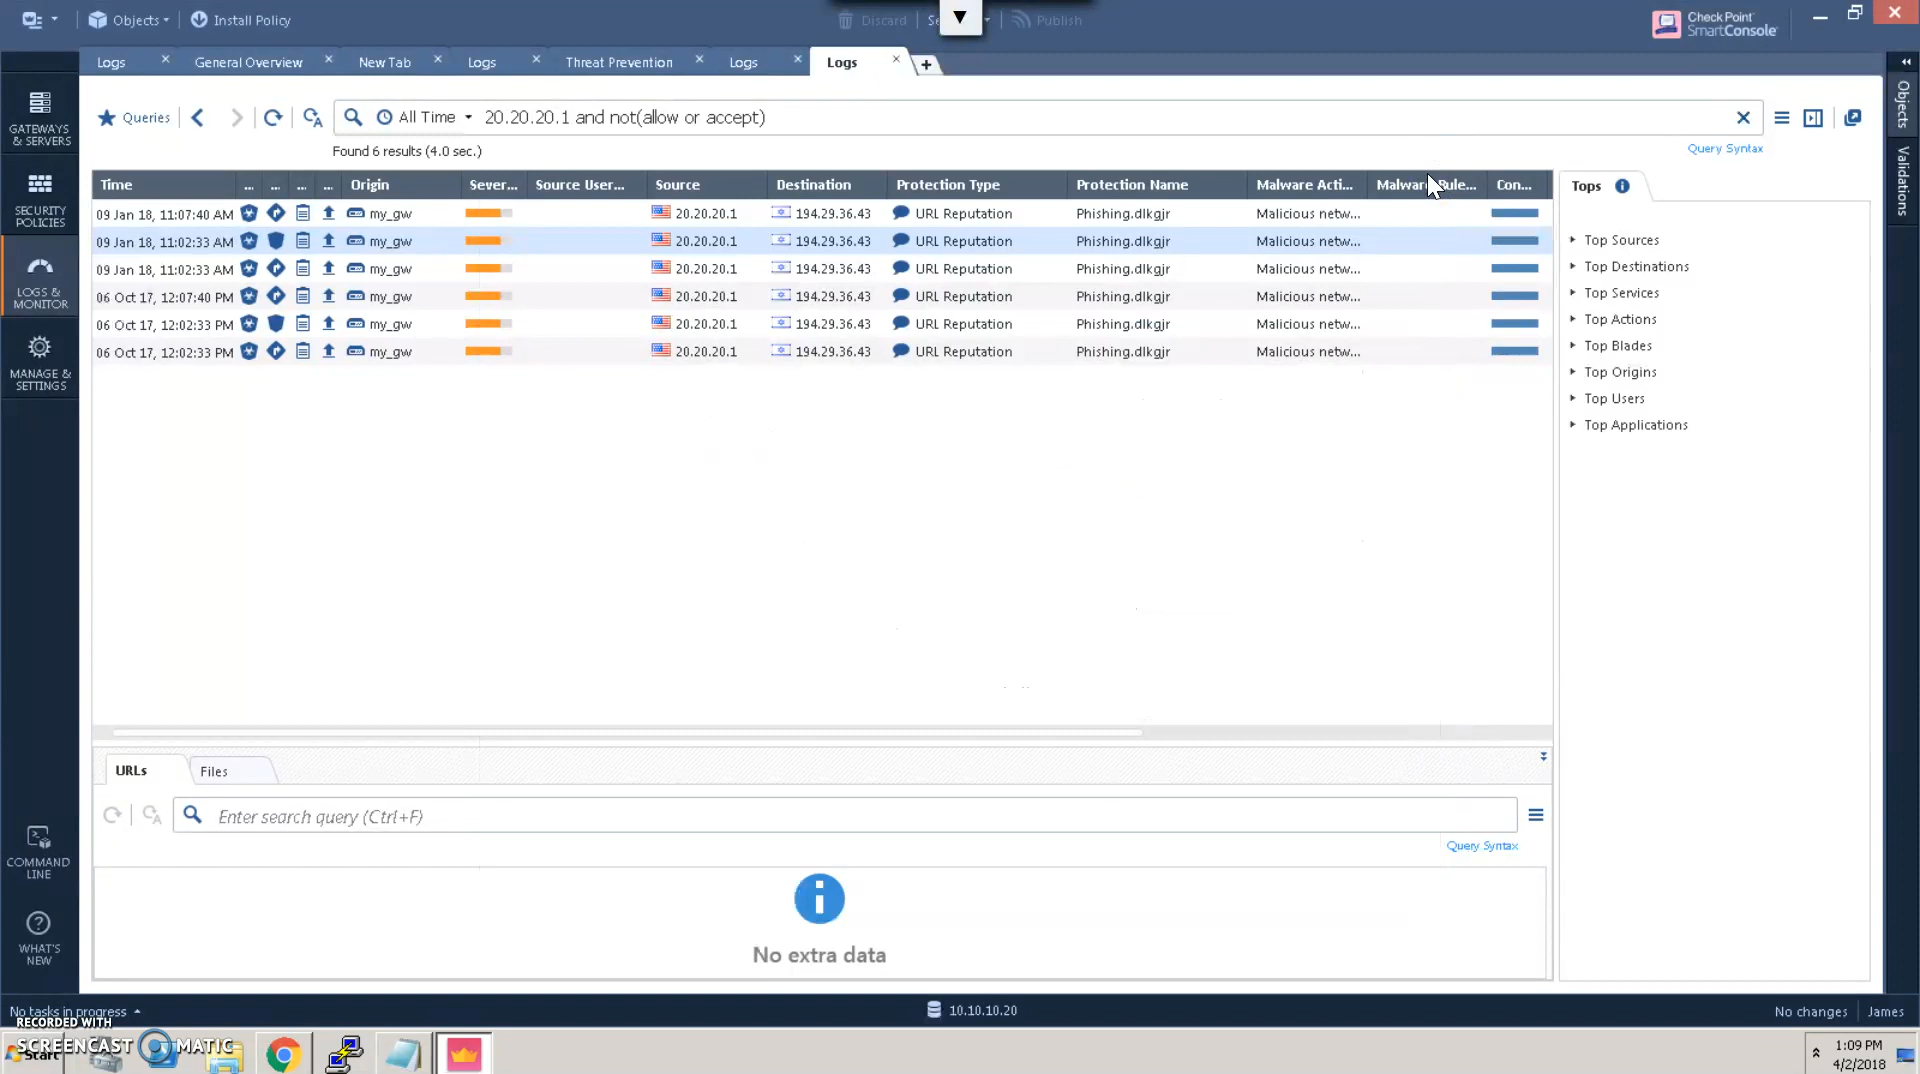 Objects
Install Policy
Discard
Se
Publish
Check Point
SmartConsole
Logs
General Overview
New Tab
Logs
Threat Prevention
Logs
Logs
GATEWAYS
& SERVERS
SECURITY
POLICIES
LOGS &
MONITOR
MANAGE &
SETTINGS
COMMAND
LINE
WHAT'S
NEW
Queries
All Time
20.20.20.1 and not(allow or accept)
Found 6 results (4.0 sec.)
Query Syntax
Time ... ... ... ... Origin Sever... Source User... Source Destination Protection Type Protection Name Malware Acti... Con...
09 Jan 18, 11:07:40 AM my_gw 20.20.20.1 194.29.36.43 URL Reputation Phishing.dlkgjr Malicious netw...
09 Jan 18, 11:02:33 AM my_gw 20.20.20.1 194.29.36.43 URL Reputation Phishing.dlkgjr Malicious netw...
09 Jan 18, 11:02:33 AM my_gw 20.20.20.1 194.29.36.43 URL Reputation Phishing.dlkgjr Malicious netw...
06 Oct 17, 12:07:40 PM my_gw 20.20.20.1 194.29.36.43 URL Reputation Phishing.dlkgjr Malicious netw...
06 Oct 17, 12:02:33 PM my_gw 20.20.20.1 194.29.36.43 URL Reputation Phishing.dlkgjr Malicious netw...
06 Oct 17, 12:02:33 PM my_gw 20.20.20.1 194.29.36.43 URL Reputation Phishing.dlkgjr Malicious netw...
Tops
Top Sources
Top Destinations
Top Services
Top Actions
Top Blades
Top Origins
Top Users
Top Applications
Objects
Validations
URLs
Files
Enter search query (Ctrl+F)
Query Syntax
No extra data
No tasks in progress
10.10.10.20
No changes
James
RECORDED WITH
SCREENCAST MATIC
Start
1:09 PM
4/2/2018